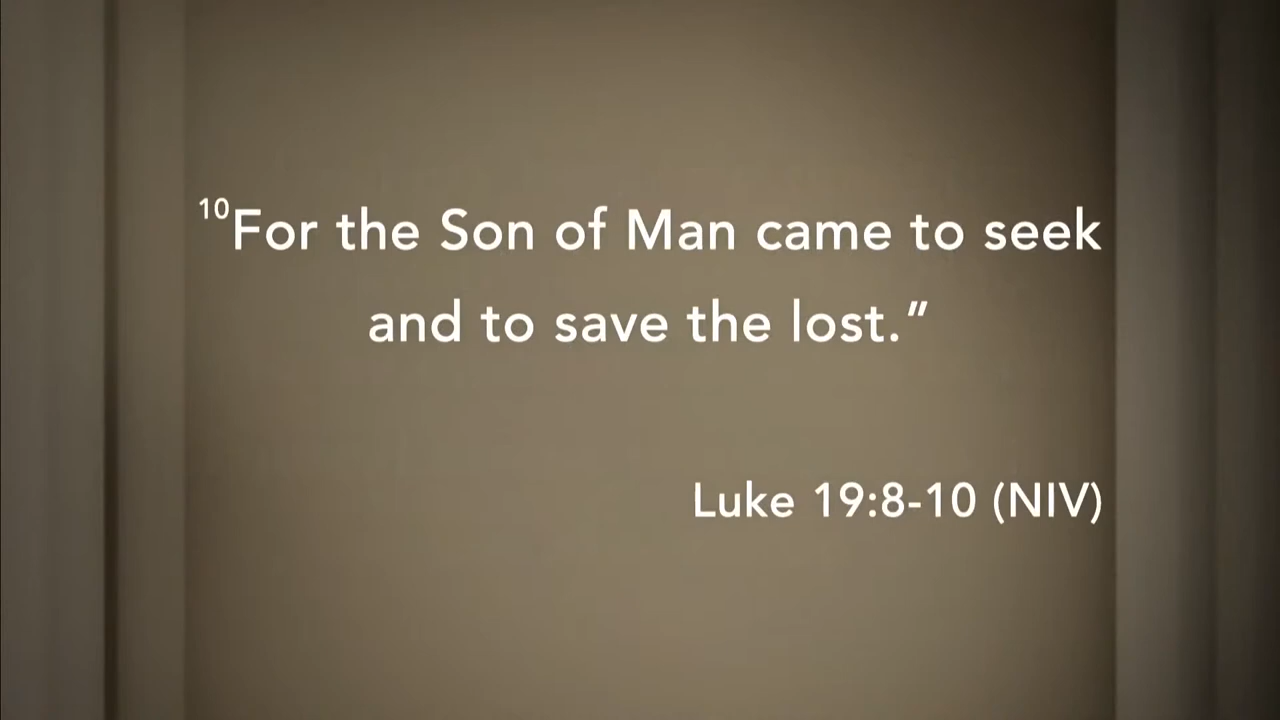 ¹⁰For the Son of Man came to seek
and to save the lost.”
Luke 19:8-10 (NIV)